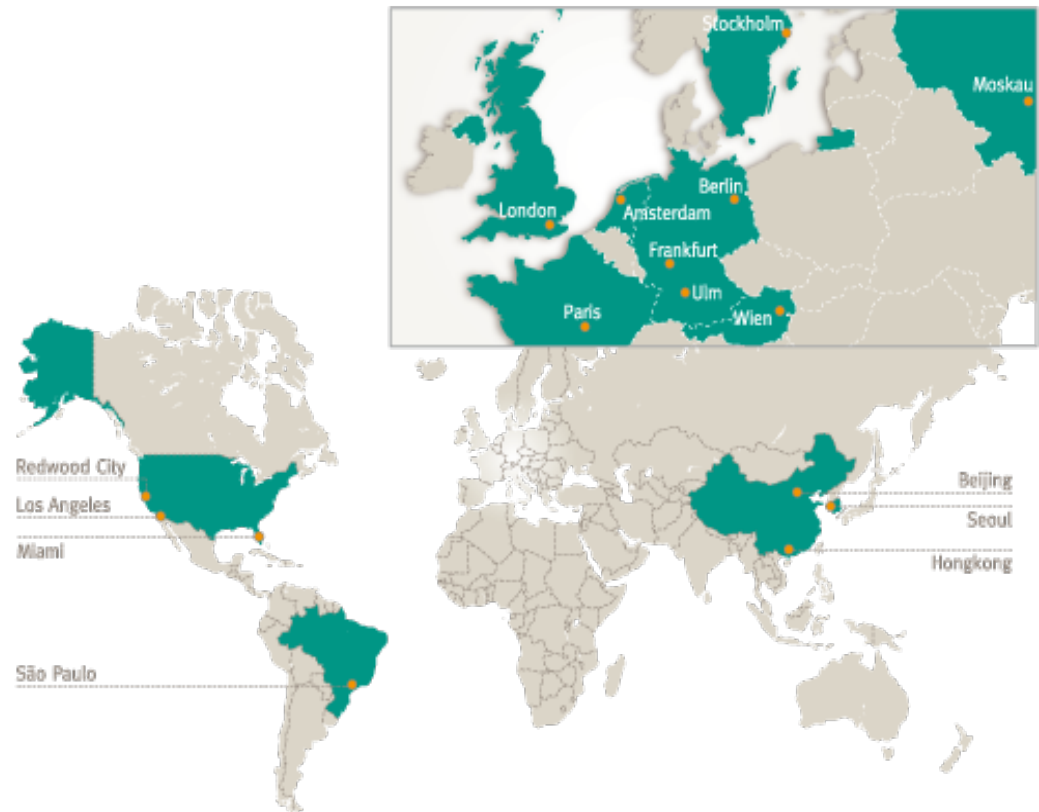 Stockholm
Moskau
Berlin
London
Amsterdam
Frankfurt
Ulm
Paris
Wien
Redwood City
Los Angeles
Miami
São Paulo
Beijing
Seoul
Hongkong